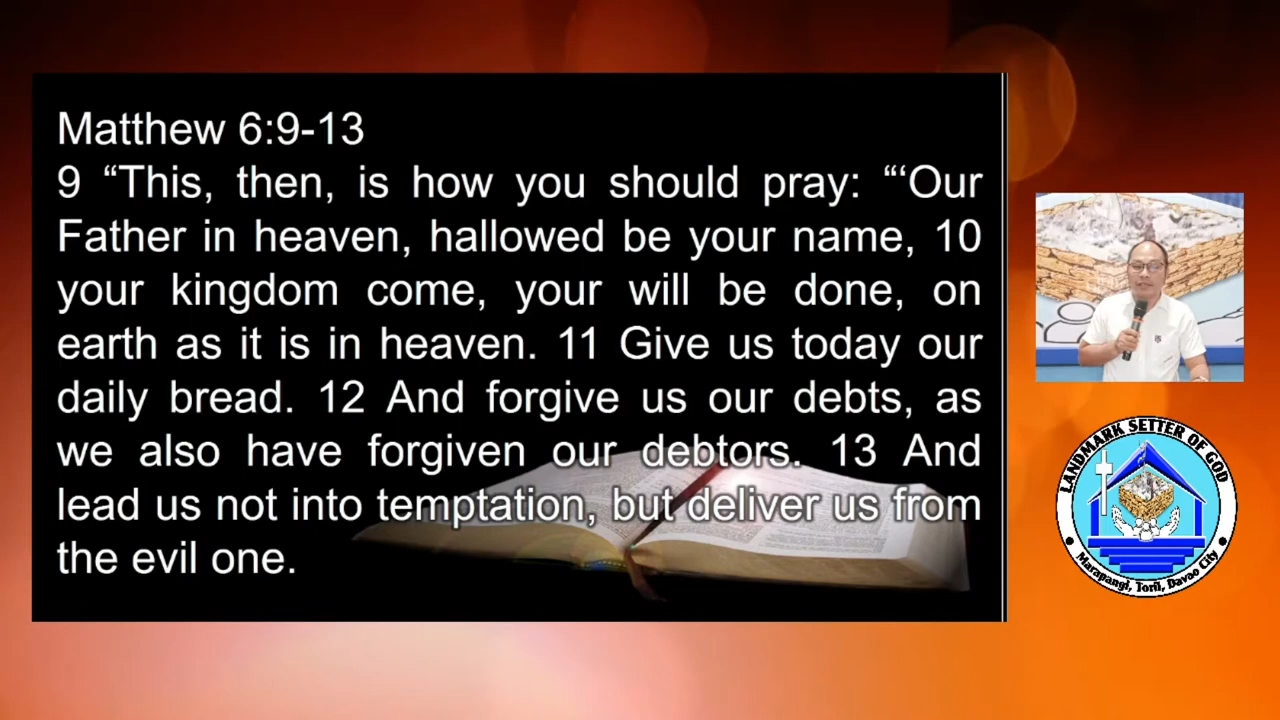 Matthew 6:9-13
9 “This, then, is how you should pray: “‘Our
Father in heaven, hallowed be your name, 10
your kingdom come, your will be done, on
earth as it is in heaven. 11 Give us today our
daily bread. 12 And forgive us our debts, as
we also have forgiven our debtors. 13 And
lead us not into temptation, but deliver us from
the evil one.
LANDMARK SETTER OF GOD
Marapangi, Toril, Davao City